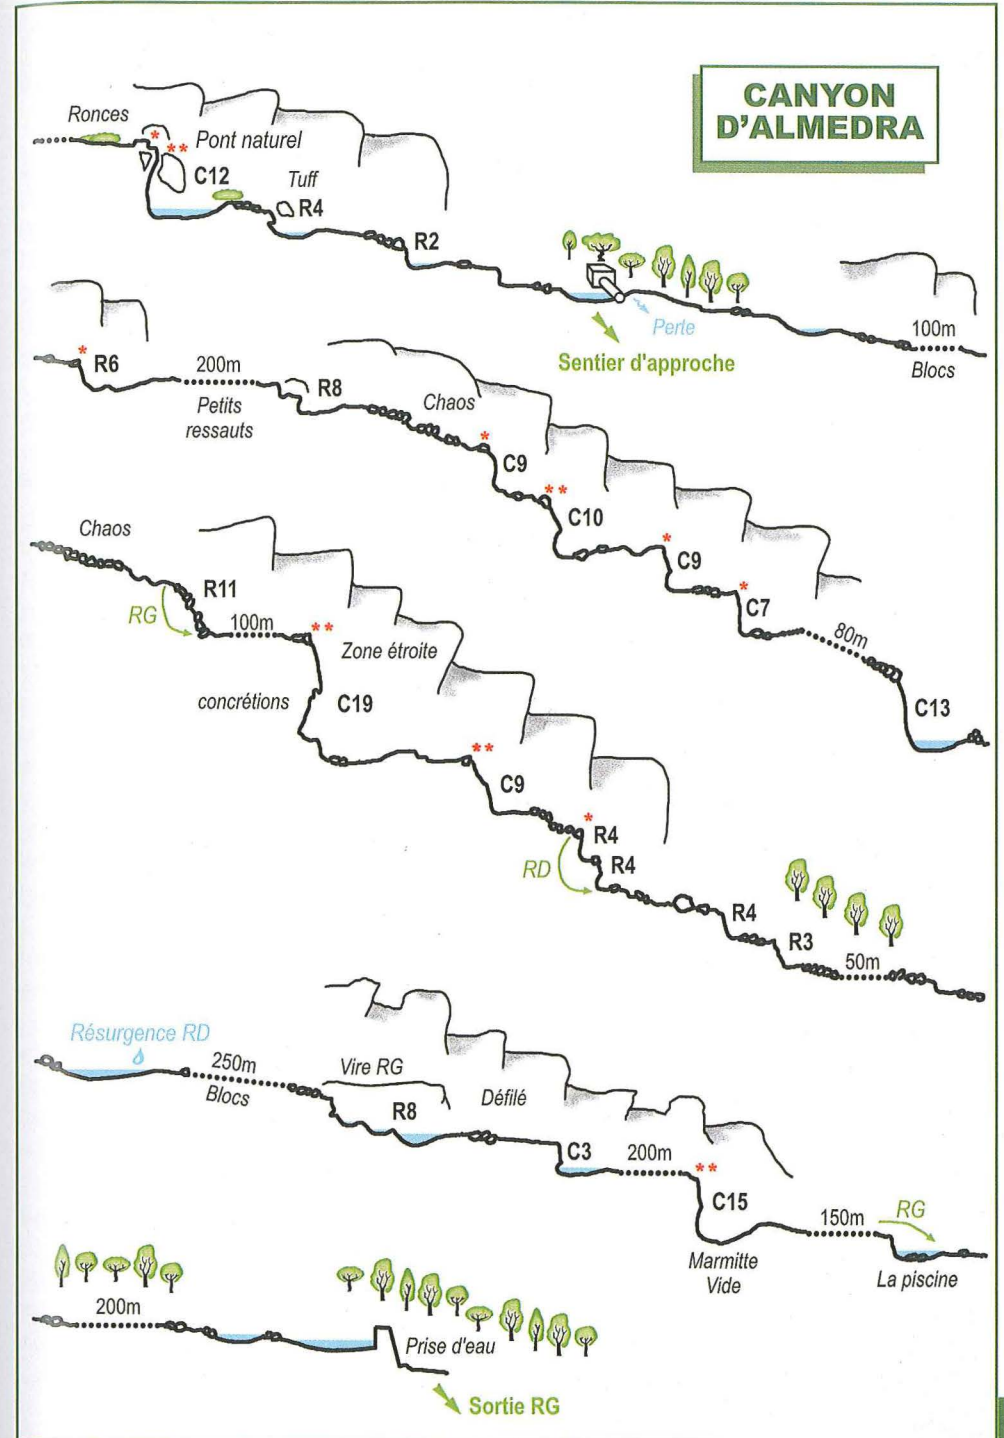 CANYON
D'ALMEDRA
Ronces
*
**
Pont naturel
C12
Tuff
R4
R2
Perte
Sentier d'approche
100m
Blocs
*
R6
200m
Petits
ressauts
R8
Chaos
*
C9
**
C10
*
C9
*
C7
80m
C13
Chaos
RG
R11
100m
**
Zone étroite
concrétions
C19
**
C9
*
R4
RD
R4
R4
R3
50m
Résurgence RD
250m
Blocs
Vire RG
R8
Défilé
C3
200m
**
C15
Marmitte
Vide
150m
RG
La piscine
200m
Prise d'eau
Sortie RG